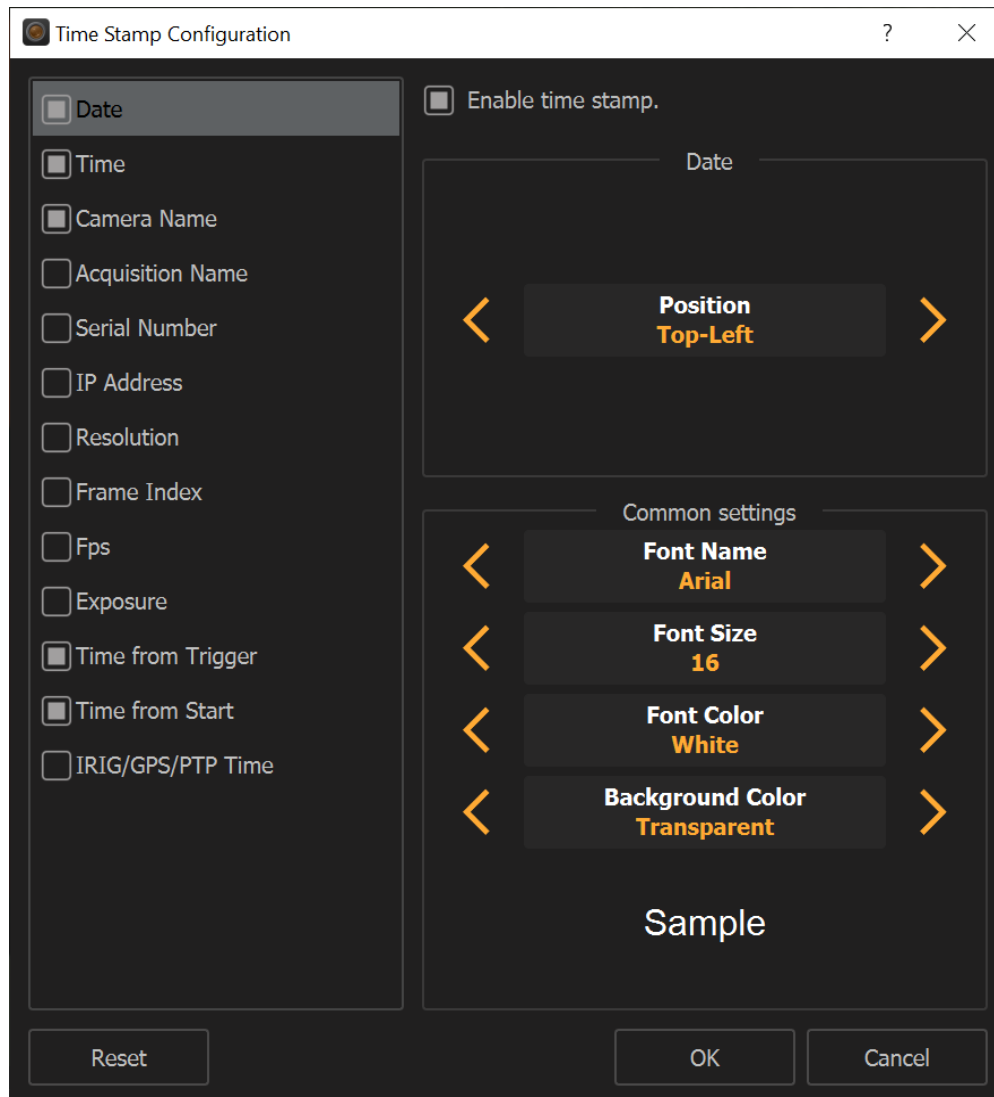 Time Stamp Configuration
?
Date
Time
Camera Name
Acquisition Name
Serial Number
IP Address
Resolution
Frame Index
Fps
Exposure
Time from Trigger
Time from Start
IRIG/GPS/PTP Time
Enable time stamp.
Date
Position
Top-Left
Common settings
Font Name
Arial
Font Size
16
Font Color
White
Background Color
Transparent
Sample
Reset
OK
Cancel